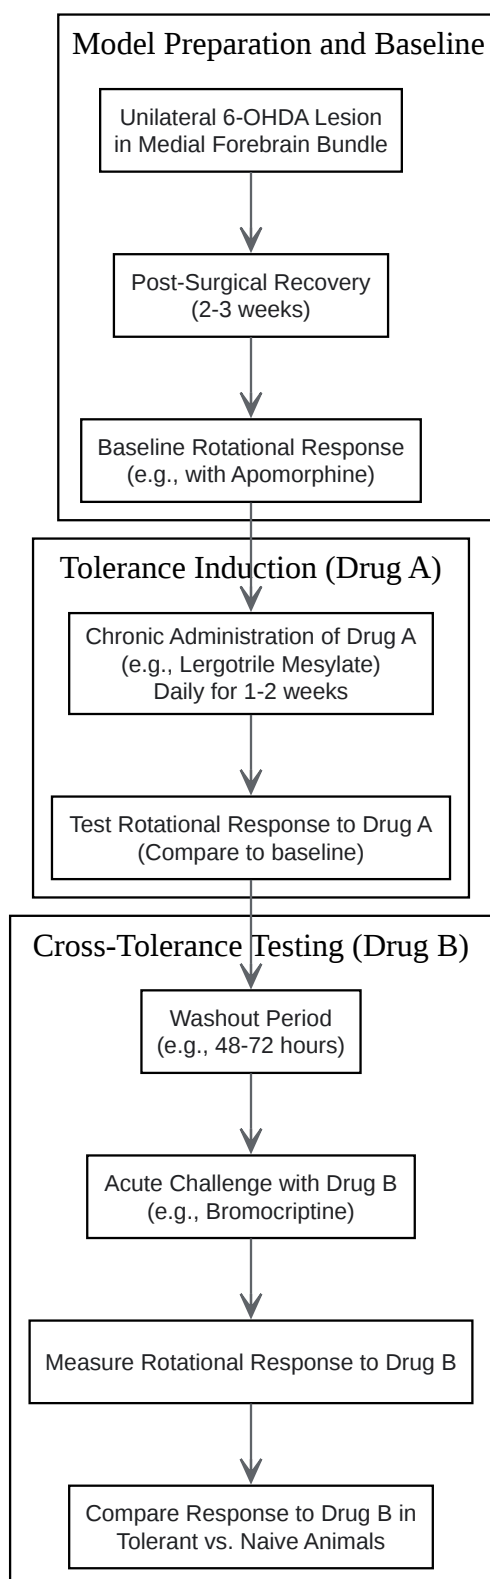 Model Preparation and Baseline
Unilateral 6-OHDA Lesion
in Medial Forebrain Bundle
Post-Surgical Recovery
(2-3 weeks)
Baseline Rotational Response
(e.g., with Apomorphine)
Tolerance Induction (Drug A)
Chronic Administration of Drug A
(e.g., Lergotrile Mesylate)
Daily for 1-2 weeks
Test Rotational Response to Drug A
(Compare to baseline)
Cross-Tolerance Testing (Drug B)
Washout Period
(e.g., 48-72 hours)
Acute Challenge with Drug B
(e.g., Bromocriptine)
Measure Rotational Response to Drug B
Compare Response to Drug B in
Tolerant vs. Naive Animals